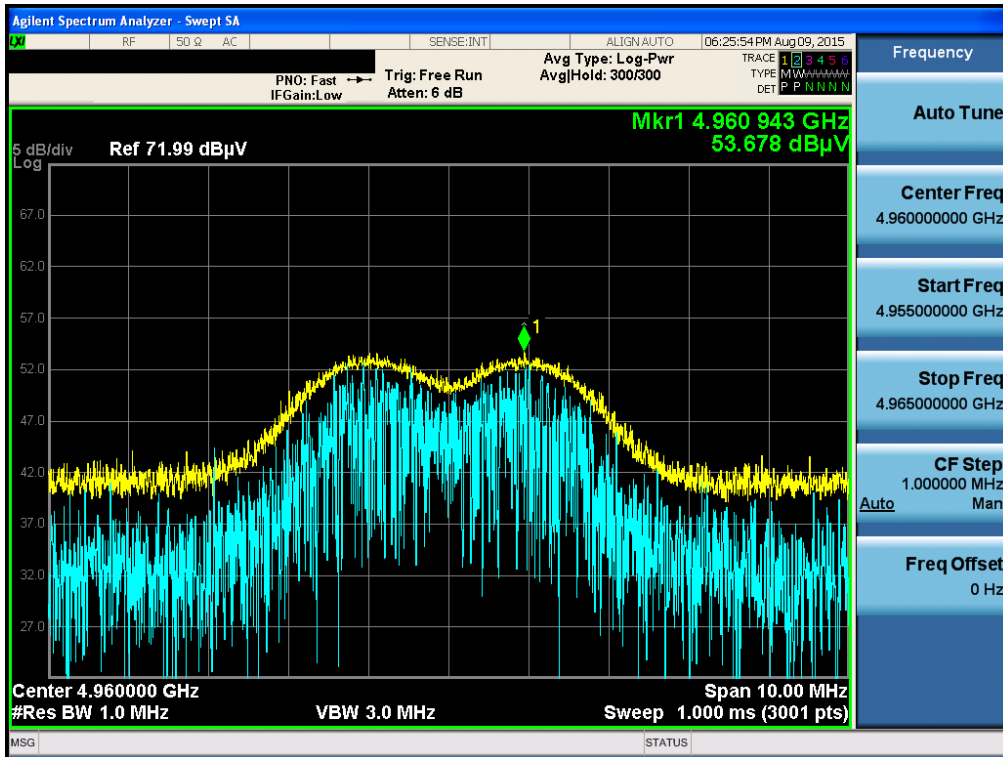 Agilent Spectrum Analyzer - Swept SA
LXI RF 50 Ω AC SENSE:INT ALIGN AUTO 06:25:54 PM Aug 09, 2015
Frequency
PNO: Fast
IFGain:Low
Trig: Free Run
Atten: 6 dB
Avg Type: Log-Pwr
Avg|Hold: 300/300
TRACE 1 2 3 4 5 6
TYPE M W
DET P P N N N N
Auto Tune
Mkr1 4.960 943 GHz
53.678 dBµV
5 dB/div Ref 71.99 dBµV
Log
Center Freq
4.960000000 GHz
67.0
62.0
Start Freq
4.955000000 GHz
57.0
1
52.0
Stop Freq
4.965000000 GHz
47.0
42.0
CF Step
1.000000 MHz
Auto Man
37.0
32.0
Freq Offset
0 Hz
27.0
Center 4.960000 GHz Span 10.00 MHz
#Res BW 1.0 MHz VBW 3.0 MHz Sweep 1.000 ms (3001 pts)
MSG STATUS